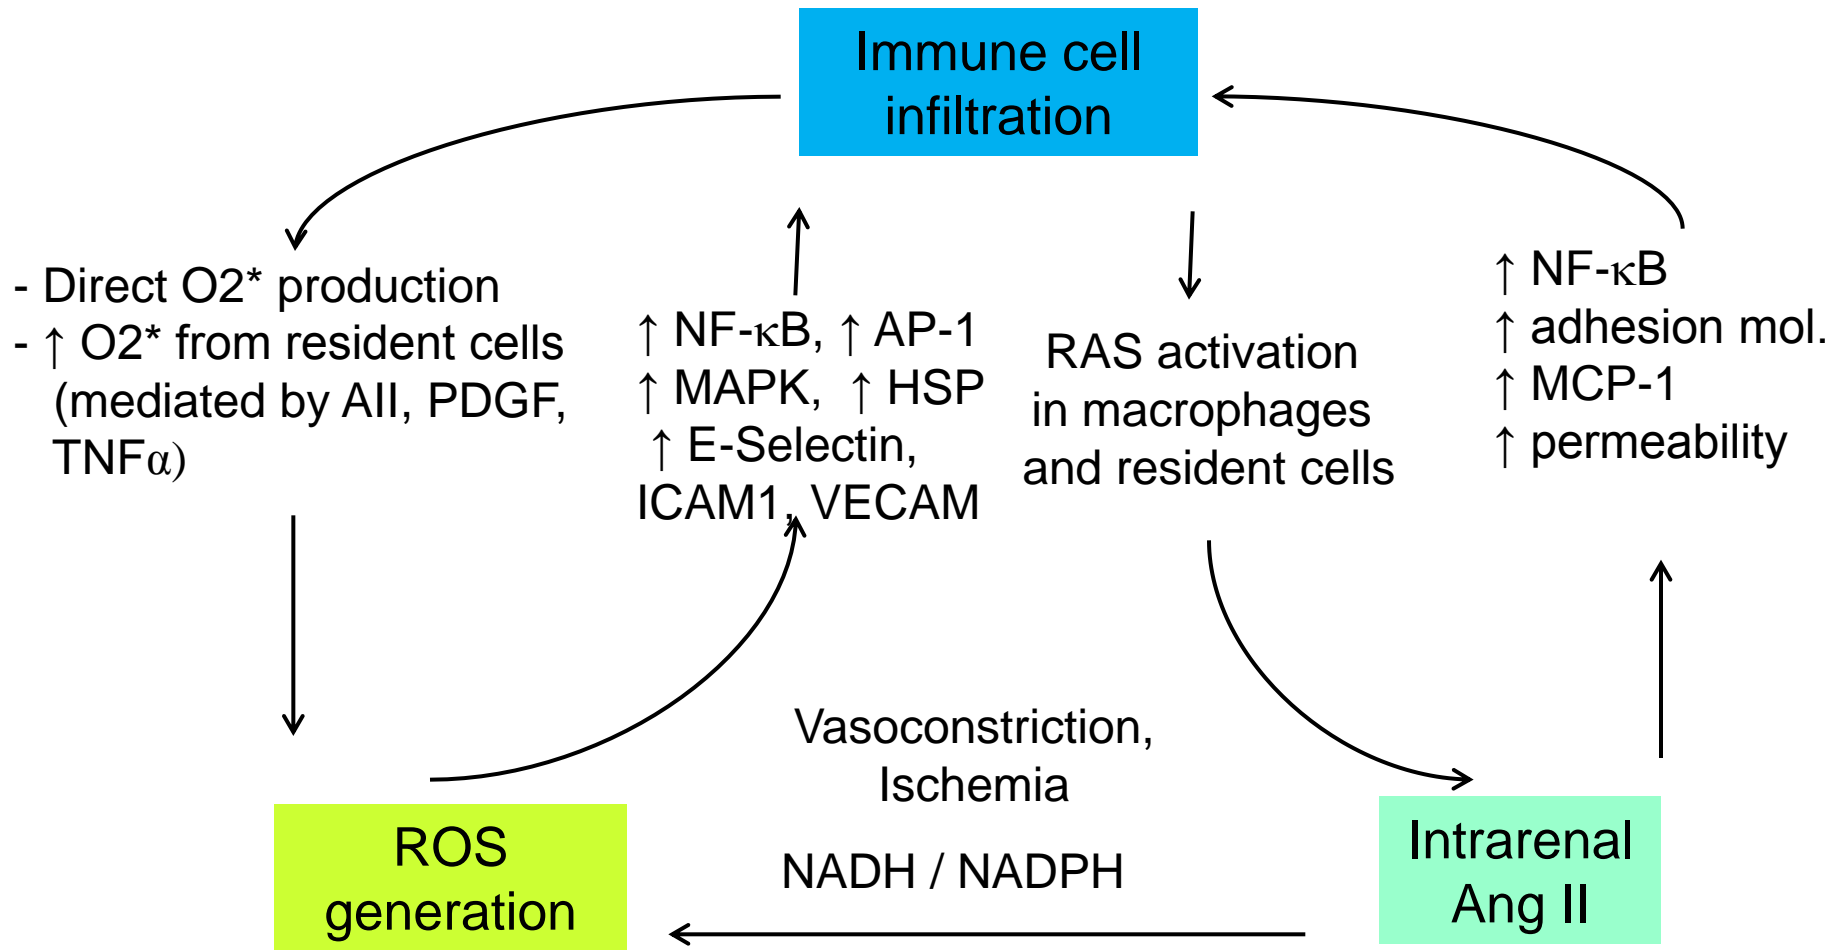 Immune cell
infiltration
- Direct O2* production
- ↑ O2* from resident cells
(mediated by AII, PDGF,
TNFα)
↑ NF-κB, ↑ AP-1
↑ MAPK, ↑ HSP
↑ E-Selectin,
ICAM1, VECAM
RAS activation
in macrophages
and resident cells
↑ NF-κB
↑ adhesion mol.
↑ MCP-1
↑ permeability
Vasoconstriction,
Ischemia
NADH / NADPH
ROS
generation
Intrarenal
Ang II